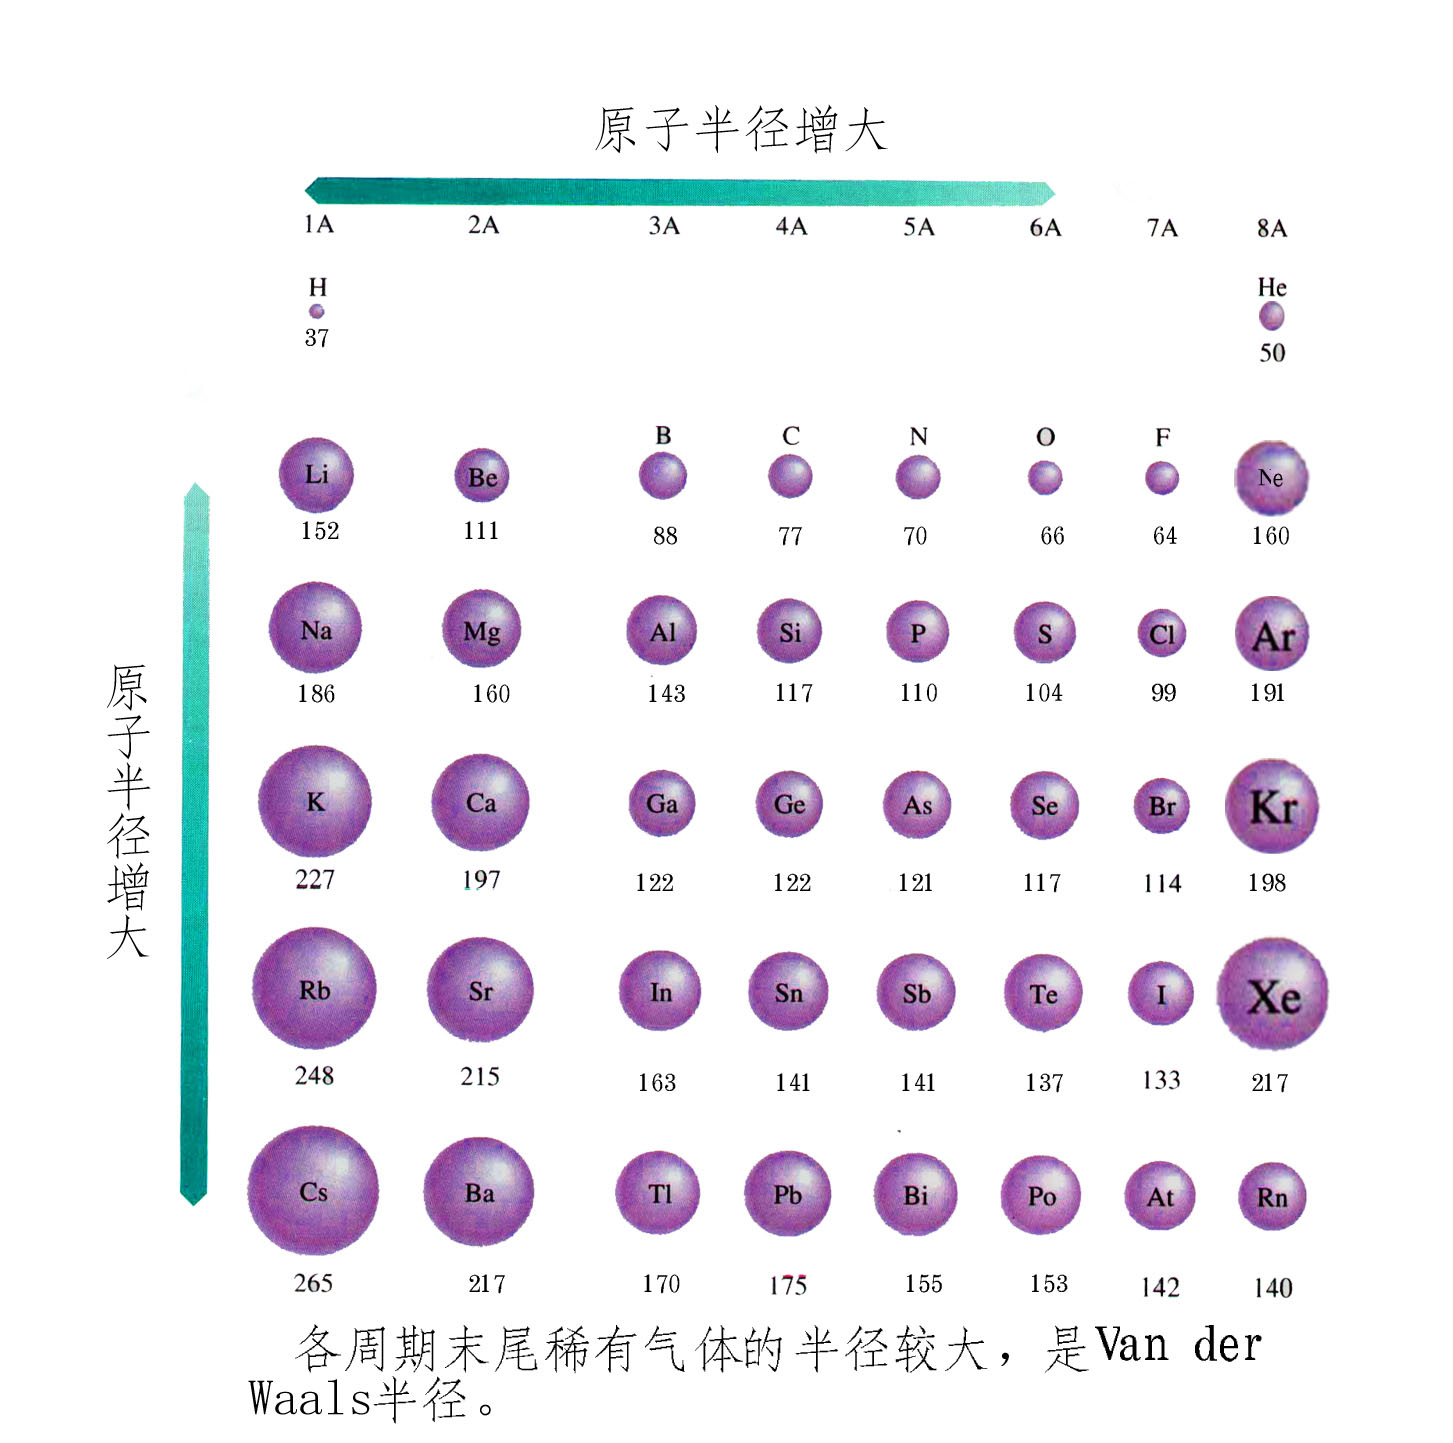 原子半径增大
1A 2A 3A 4A 5A 6A 7A 8A
H He
37 50
B C N O F
Li Be Ne
152 111 88 77 70 66 64 160
Na Mg Al Si P S Cl Ar
186 160 143 117 110 104 99 191
原子半径增大
K Ca Ga Ge As Se Br Kr
227 197 122 122 121 117 114 198
Rb Sr In Sn Sb Te I Xe
248 215 163 141 141 137 133 217
Cs Ba Tl Pb Bi Po At Rn
265 217 170 175 155 153 142 140
各周期末尾稀有气体的半径较大，是Van der
Waals半径。